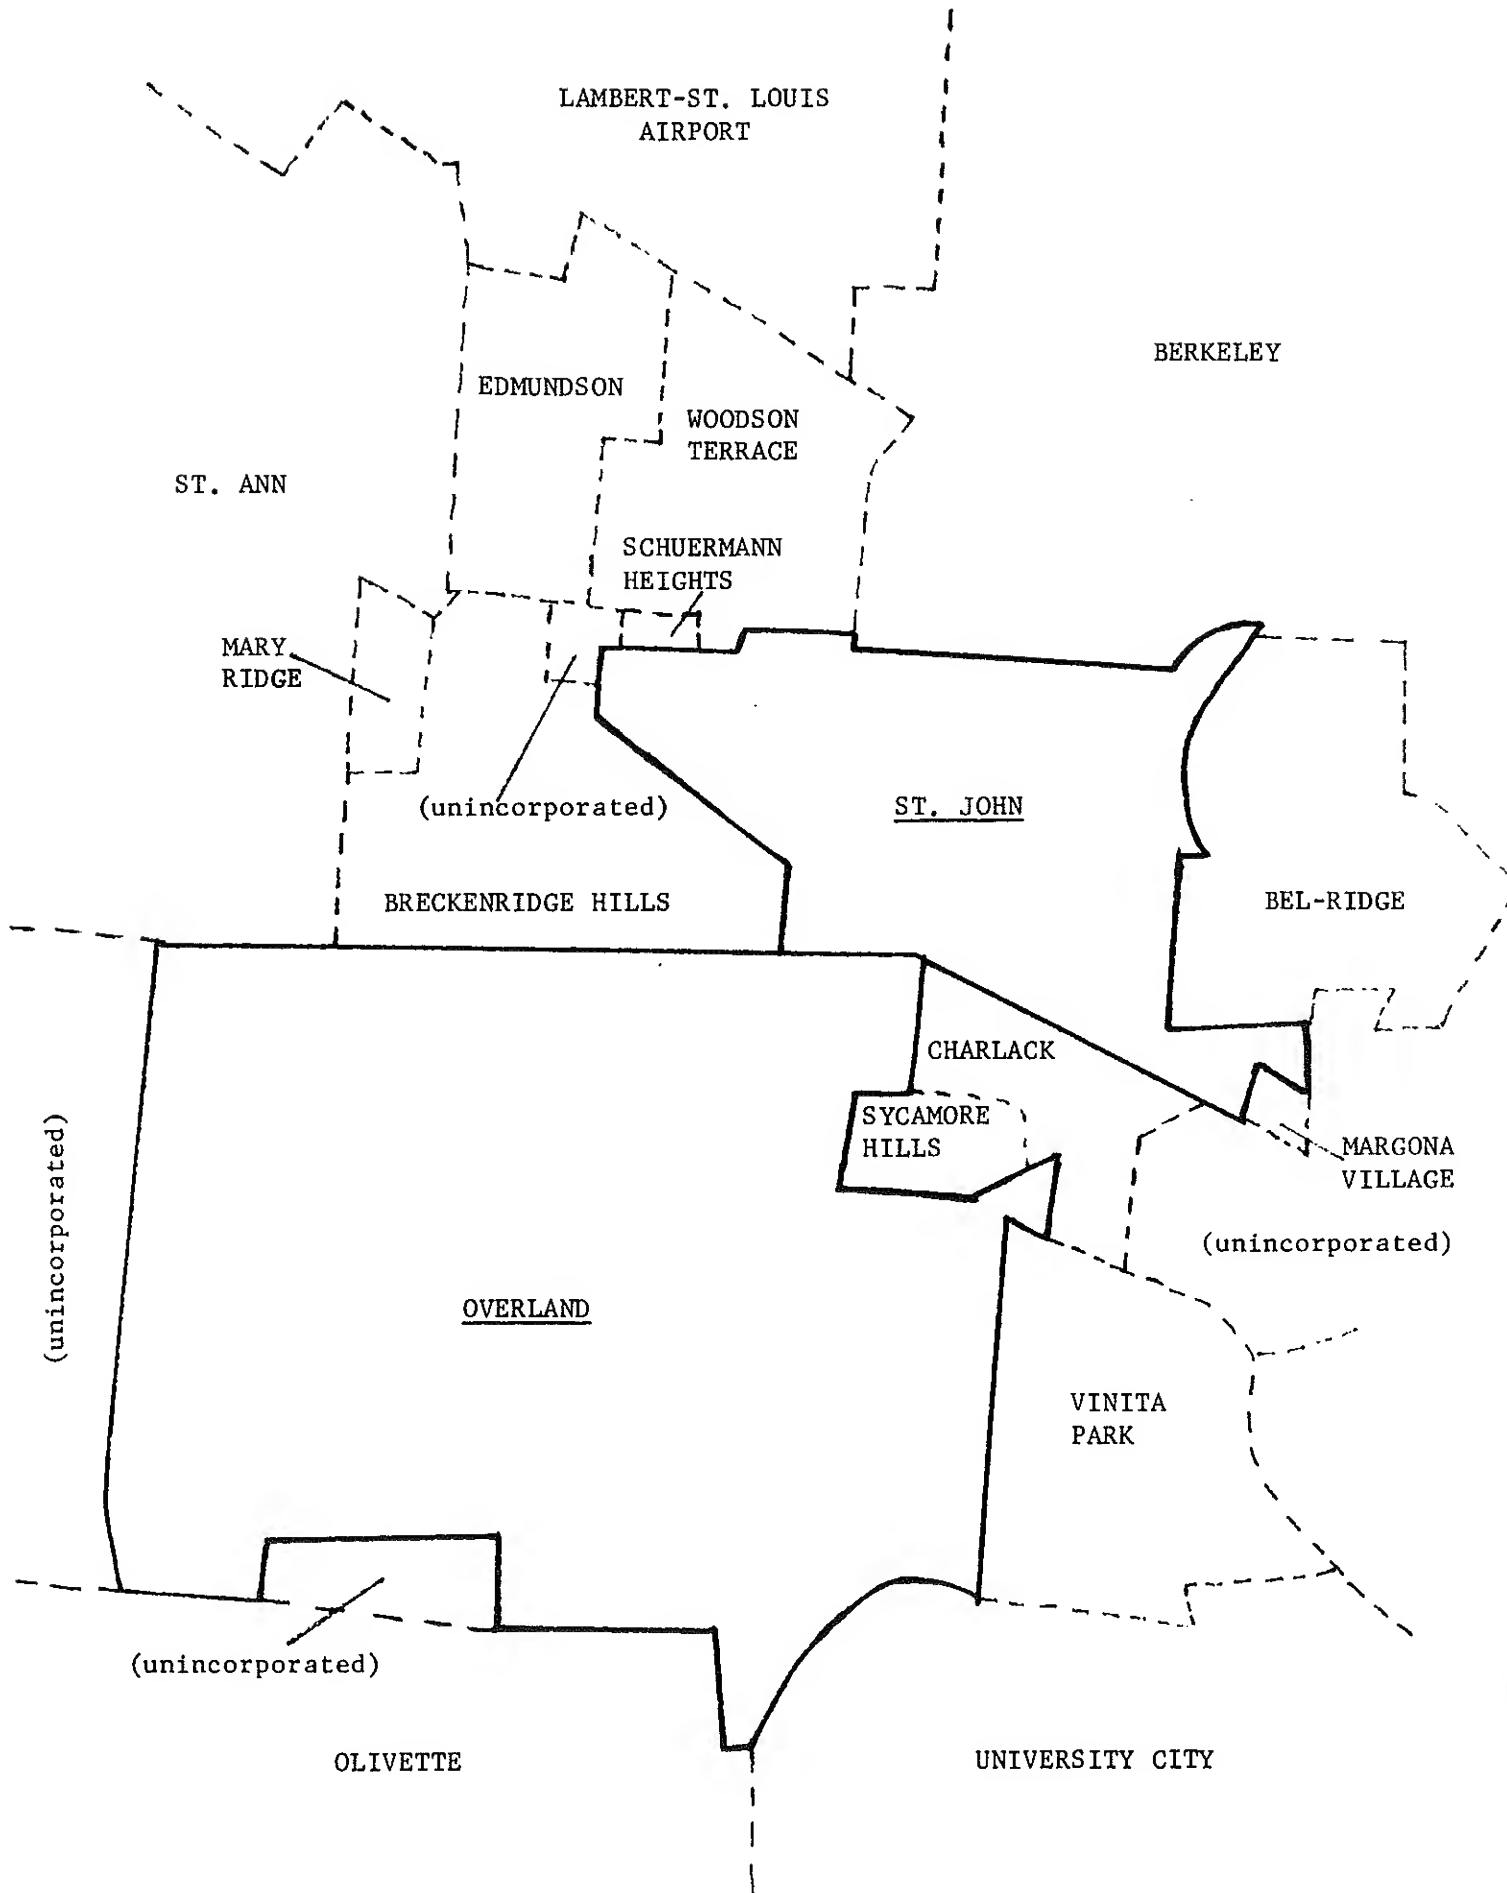 LAMBERT-ST. LOUIS
AIRPORT
BERKELEY
EDMUNDSON
WOODSON
TERRACE
ST. ANN
SCHUERMANN
HEIGHTS
MARY
RIDGE
(unincorporated)
ST. JOHN
BRECKENRIDGE HILLS
BEL-RIDGE
CHARLACK
SYCAMORE
HILLS
MARGONA
VILLAGE
(unincorporated)
(unincorporated)
OVERLAND
VINITA
PARK
(unincorporated)
OLIVETTE
UNIVERSITY CITY